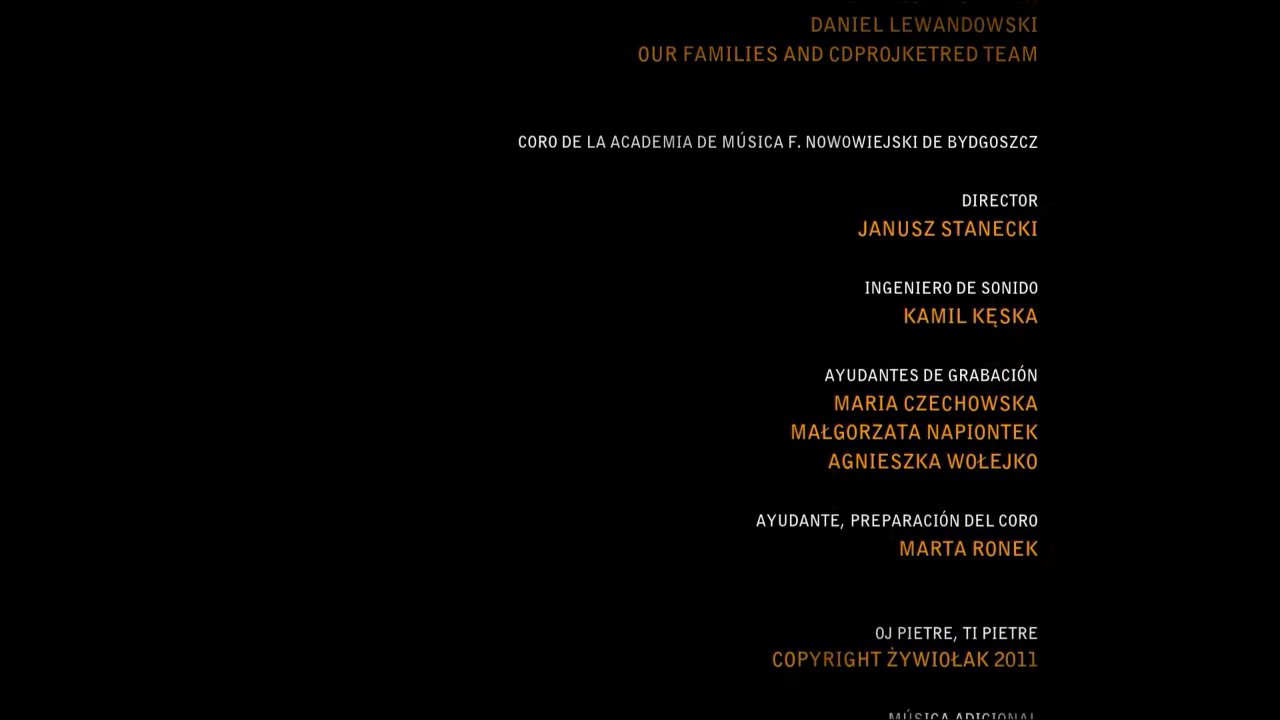 DANIEL LEWANDOWSKI
OUR FAMILIES AND CDPROJKETRED TEAM
CORO DE LA ACADEMIA DE MÚSICA F. NOWOWIEJSKI DE BYDGOSZCZ
DIRECTOR
JANUSZ STANECKI
INGENIERO DE SONIDO
KAMIL KĘSKA
AYUDANTES DE GRABACIÓN
MARIA CZECHOWSKA
MAŁGORZATA NAPIONTEK
AGNIESZKA WOŁEJKO
AYUDANTE, PREPARACIÓN DEL CORO
MARTA RONEK
OJ PIETRE, TI PIETRE
COPYRIGHT ŻYWIOŁAK 2011
MÚSICA ADICIONAL